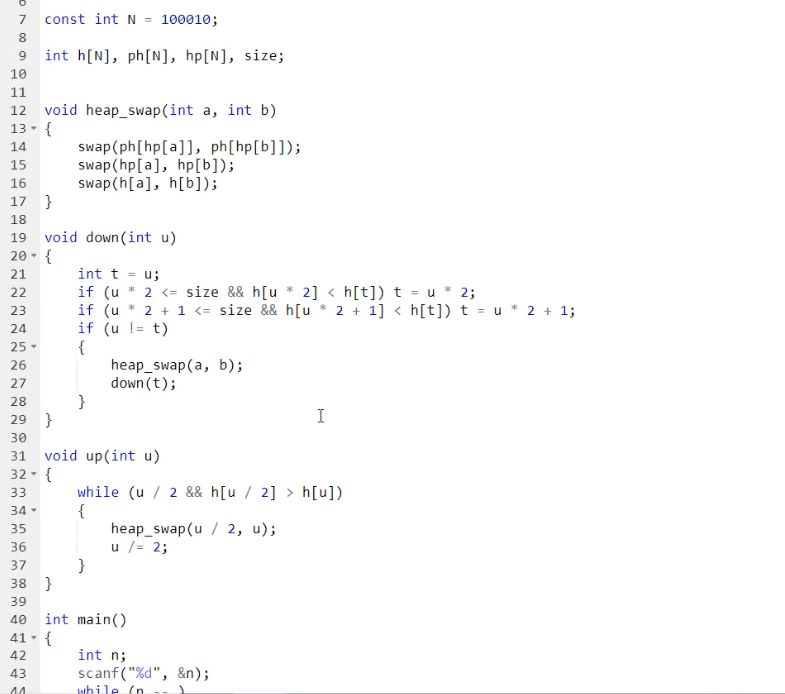 6
7 const int N = 100010;
8
9 int h[N], ph[N], hp[N], size;
10
11
12 void heap_swap(int a, int b)
13 {
14 swap(ph[hp[a]], ph[hp[b]]);
15 swap(hp[a], hp[b]);
16 swap(h[a], h[b]);
17 }
18
19 void down(int u)
20 {
21 int t = u;
22 if (u * 2 <= size && h[u * 2] < h[t]) t = u * 2;
23 if (u * 2 + 1 <= size && h[u * 2 + 1] < h[t]) t = u * 2 + 1;
24 if (u != t)
25 {
26 heap_swap(a, b);
27 down(t);
28 }
29 }
30
31 void up(int u)
32 {
33 while (u / 2 && h[u / 2] > h[u])
34 {
35 heap_swap(u / 2, u);
36 u /= 2;
37 }
38 }
39
40 int main()
41 {
42 int n;
43 scanf("%d", &n);
44 while (n -- )